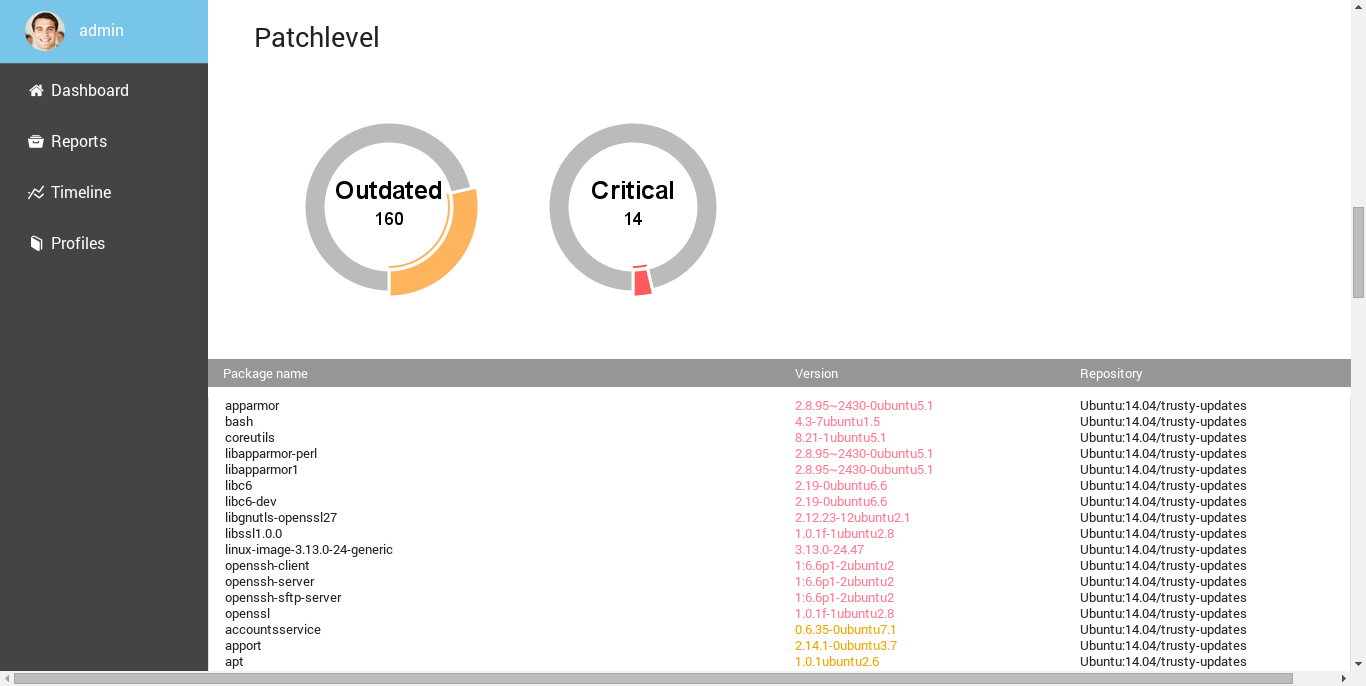 admin
Dashboard
Reports
Timeline
Profiles
Patchlevel
Outdated
160
Critical
14
Package name Version Repository
apparmor 2.8.95~2430-0ubuntu5.1 Ubuntu:14.04/trusty-updates
bash 4.3-7ubuntu1.5 Ubuntu:14.04/trusty-updates
coreutils 8.21-1ubuntu5.1 Ubuntu:14.04/trusty-updates
libapparmor-perl 2.8.95~2430-0ubuntu5.1 Ubuntu:14.04/trusty-updates
libapparmor1 2.8.95~2430-0ubuntu5.1 Ubuntu:14.04/trusty-updates
libc6 2.19-0ubuntu6.6 Ubuntu:14.04/trusty-updates
libc6-dev 2.19-0ubuntu6.6 Ubuntu:14.04/trusty-updates
libgnutls-openssl27 2.12.23-12ubuntu2.1 Ubuntu:14.04/trusty-updates
libssl1.0.0 1.0.1f-1ubuntu2.8 Ubuntu:14.04/trusty-updates
linux-image-3.13.0-24-generic 3.13.0-24.47 Ubuntu:14.04/trusty-updates
openssh-client 1:6.6p1-2ubuntu2 Ubuntu:14.04/trusty-updates
openssh-server 1:6.6p1-2ubuntu2 Ubuntu:14.04/trusty-updates
openssh-sftp-server 1:6.6p1-2ubuntu2 Ubuntu:14.04/trusty-updates
openssl 1.0.1f-1ubuntu2.8 Ubuntu:14.04/trusty-updates
accountsservice 0.6.35-0ubuntu7.1 Ubuntu:14.04/trusty-updates
apport 2.14.1-0ubuntu3.7 Ubuntu:14.04/trusty-updates
apt 1.0.1ubuntu2.6 Ubuntu:14.04/trusty-updates